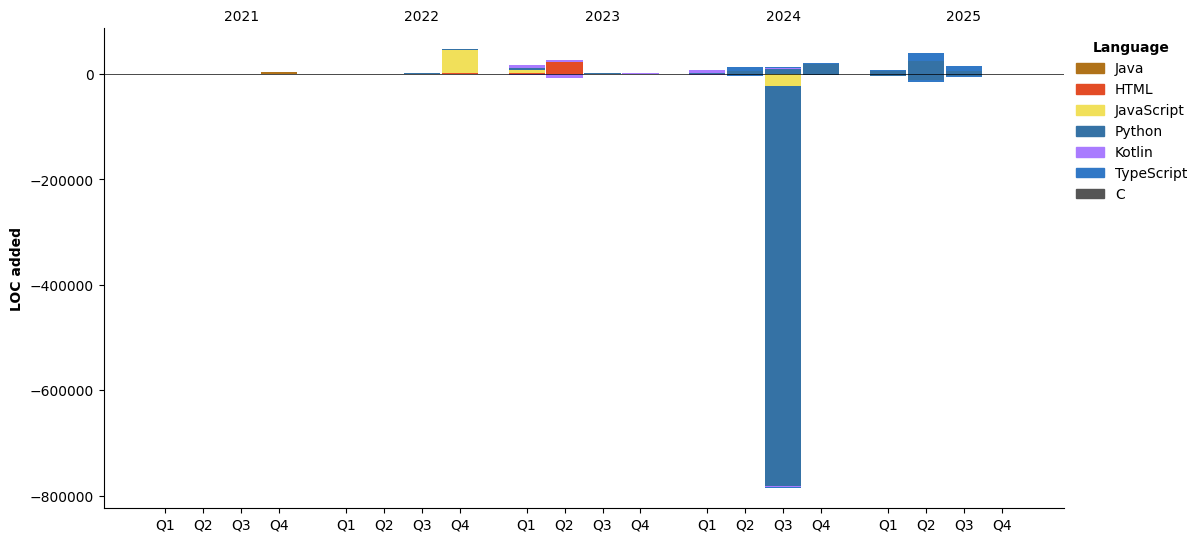 2021 2022 2023 2024 2025
LOC added
0
−200000
−400000
−600000
−800000
Q1 Q2 Q3 Q4 Q1 Q2 Q3 Q4 Q1 Q2 Q3 Q4 Q1 Q2 Q3 Q4 Q1 Q2 Q3 Q4
Language
Java
HTML
JavaScript
Python
Kotlin
TypeScript
C